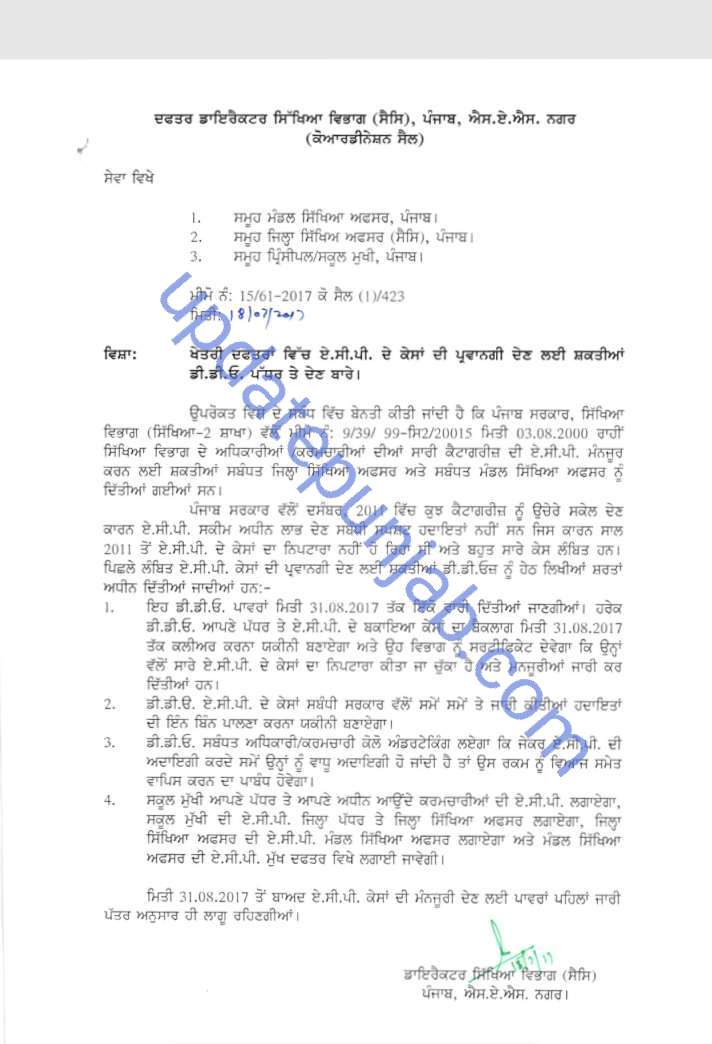 ਦਫਤਰ ਡਾਇਰੈਕਟਰ ਸਿੱਖਿਆ ਵਿਭਾਗ (ਸੈਸਿ), ਪੰਜਾਬ, ਐਸ.ਏ.ਐਸ. ਨਗਰ
(ਕੋਆਰਡੀਨੇਸ਼ਨ ਸੈਲ)
ਸੇਵਾ ਵਿਖੇ
1. ਸਮੂਹ ਮੰਡਲ ਸਿੱਖਿਆ ਅਫਸਰ, ਪੰਜਾਬ।
2. ਸਮੂਹ ਜਿਲ੍ਹਾ ਸਿੱਖਿਅ ਅਫਸਰ (ਸੈਸਿ), ਪੰਜਾਬ।
3. ਸਮੂਹ ਪ੍ਰਿੰਸੀਪਲ/ਸਕੂਲ ਮੁਖੀ, ਪੰਜਾਬ।
ਮੀਮੋ ਨੰ: 15/61-2017 ਕੋ ਸੈਲ (1)/423
ਮਿਤੀ: 18/07/2017
ਵਿਸ਼ਾ: ਖੇਤਰੀ ਦਫਤਰਾਂ ਵਿੱਚ ਏ.ਸੀ.ਪੀ. ਦੇ ਕੇਸਾਂ ਦੀ ਪ੍ਰਵਾਨਗੀ ਦੇਣ ਲਈ ਸ਼ਕਤੀਆਂ
ਡੀ.ਡੀ.ਓ. ਪੱਧਰ ਤੇ ਦੇਣ ਬਾਰੇ।
ਉਪਰੋਕਤ ਵਿਸ਼ੇ ਦੇ ਸਬੰਧ ਵਿੱਚ ਬੇਨਤੀ ਕੀਤੀ ਜਾਂਦੀ ਹੈ ਕਿ ਪੰਜਾਬ ਸਰਕਾਰ, ਸਿੱਖਿਆ
ਵਿਭਾਗ (ਸਿੱਖਿਆ-2 ਸ਼ਾਖਾ) ਵੱਲੋਂ ਮੀਮੋ ਨੰ: 9/39/ 99-ਸਿ2/20015 ਮਿਤੀ 03.08.2000 ਰਾਹੀਂ
ਸਿੱਖਿਆ ਵਿਭਾਗ ਦੇ ਅਧਿਕਾਰੀਆਂ /ਕਰਮਚਾਰੀਆਂ ਦੀਆਂ ਸਾਰੀ ਕੈਟਾਗਰੀਜ਼ ਦੀ ਏ.ਸੀ.ਪੀ. ਮੰਨਜੂਰ
ਕਰਨ ਲਈ ਸ਼ਕਤੀਆਂ ਸਬੰਧਤ ਜਿਲ੍ਹਾ ਸਿੱਖਿਆ ਅਫਸਰ ਅਤੇ ਸਬੰਧਤ ਮੰਡਲ ਸਿੱਖਿਆ ਅਫਸਰ ਨੂੰ
ਦਿੱਤੀਆਂ ਗਈਆਂ ਸਨ।
ਪੰਜਾਬ ਸਰਕਾਰ ਵੱਲੋਂ ਦਸੰਬਰ, 2011 ਵਿੱਚ ਕੁਝ ਕੈਟਾਗਰੀਜ਼ ਨੂੰ ਉਚੇਰੇ ਸਕੇਲ ਦੇਣ
ਕਾਰਨ ਏ.ਸੀ.ਪੀ. ਸਕੀਮ ਅਧੀਨ ਲਾਭ ਦੇਣ ਸਬੰਧੀ ਸਪਸ਼ਟ ਹਦਾਇਤਾਂ ਨਹੀਂ ਸਨ ਜਿਸ ਕਾਰਨ ਸਾਲ
2011 ਤੋਂ ਏ.ਸੀ.ਪੀ. ਦੇ ਕੇਸਾਂ ਦਾ ਨਿਪਟਾਰਾ ਨਹੀਂ ਹੋ ਰਿਹਾ ਸੀ ਅਤੇ ਬਹੁਤ ਸਾਰੇ ਕੇਸ ਲੰਬਿਤ ਹਨ।
ਪਿਛਲੇ ਲੰਬਿਤ ਏ.ਸੀ.ਪੀ. ਕੇਸਾਂ ਦੀ ਪ੍ਰਵਾਨਗੀ ਦੇਣ ਲਈ ਸ਼ਕਤੀਆਂ ਡੀ.ਡੀ.ਓਜ਼ ਨੂੰ ਹੇਠ ਲਿਖੀਆਂ ਸ਼ਰਤਾਂ
ਅਧੀਨ ਦਿੱਤੀਆਂ ਜਾਦੀਆਂ ਹਨ:-
1. ਇਹ ਡੀ.ਡੀ.ਓ. ਪਾਵਰਾਂ ਮਿਤੀ 31.08.2017 ਤੱਕ ਇੱਕੋ ਵਾਰੀ ਦਿੱਤੀਆਂ ਜਾਣਗੀਆਂ। ਹਰੇਕ
ਡੀ.ਡੀ.ਓ. ਆਪਣੇ ਪੱਧਰ ਤੇ ਏ.ਸੀ.ਪੀ. ਦੇ ਬਕਾਇਆ ਕੇਸਾਂ ਦਾ ਬੈਕਲਾਗ ਮਿਤੀ 31.08.2017
ਤੱਕ ਕਲੀਅਰ ਕਰਨਾ ਯਕੀਨੀ ਬਣਾਏਗਾ ਅਤੇ ਉਹ ਵਿਭਾਗ ਨੂੰ ਸਰਟੀਫਿਕੇਟ ਦੇਵੇਗਾ ਕਿ ਉਨ੍ਹਾਂ
ਵੱਲੋਂ ਸਾਰੇ ਏ.ਸੀ.ਪੀ. ਦੇ ਕੇਸਾਂ ਦਾ ਨਿਪਟਾਰਾ ਕੀਤਾ ਜਾ ਚੁੱਕਾ ਹੈ ਅਤੇ ਮੰਨਜੂਰੀਆਂ ਜਾਰੀ ਕਰ
ਦਿੱਤੀਆਂ ਹਨ।
2. ਡੀ.ਡੀ.ੳ. ਏ.ਸੀ.ਪੀ. ਦੇ ਕੇਸਾਂ ਸਬੰਧੀ ਸਰਕਾਰ ਵੱਲੋਂ ਸਮੇਂ ਸਮੇਂ ਤੇ ਜਾਰੀ ਕੀਤੀਆਂ ਹਦਾਇਤਾਂ
ਦੀ ਇੰਨ ਬਿੰਨ ਪਾਲਣਾ ਕਰਨਾ ਯਕੀਨੀ ਬਣਾਏਗਾ।
3. ਡੀ.ਡੀ.ਓ. ਸਬੰਧਤ ਅਧਿਕਾਰੀ/ਕਰਮਚਾਰੀ ਕੋਲੋ ਅੰਡਰਟੇਕਿੰਗ ਲਏਗਾ ਕਿ ਜੇਕਰ ਏ.ਸੀ.ਪੀ. ਦੀ
ਅਦਾਇਗੀ ਕਰਦੇ ਸਮੇਂ ਉਨ੍ਹਾਂ ਨੂੰ ਵਾਧੂ ਅਦਾਇਗੀ ਹੋ ਜਾਂਦੀ ਹੈ ਤਾਂ ਉਸ ਰਕਮ ਨੂੰ ਵਿਆਜ ਸਮੇਤ
ਵਾਪਿਸ ਕਰਨ ਦਾ ਪਾਬੰਧ ਹੋਵੇਗਾ।
4. ਸਕੂਲ ਮੁੱਖੀ ਆਪਣੇ ਪੱਧਰ ਤੇ ਆਪਣੇ ਅਧੀਨ ਆਉਂਦੇ ਕਰਮਚਾਰੀਆਂ ਦੀ ਏ.ਸੀ.ਪੀ. ਲਗਾਏਗਾ,
ਸਕੂਲ ਮੁੱਖੀ ਦੀ ਏ.ਸੀ.ਪੀ. ਜਿਲ੍ਹਾ ਪੱਧਰ ਤੇ ਜਿਲ੍ਹਾ ਸਿੱਖਿਆ ਅਫਸਰ ਲਗਾਏਗਾ, ਜਿਲ੍ਹਾ
ਸਿੱਖਿਆ ਅਫਸਰ ਦੀ ਏ.ਸੀ.ਪੀ. ਮੰਡਲ ਸਿੱਖਿਆ ਅਫਸਰ ਲਗਾਏਗਾ ਅਤੇ ਮੰਡਲ ਸਿੱਖਿਆ
ਅਫਸਰ ਦੀ ਏ.ਸੀ.ਪੀ. ਮੁੱਖ ਦਫਤਰ ਵਿਖੇ ਲਗਾਈ ਜਾਵੇਗੀ।
ਮਿਤੀ 31.08.2017 ਤੋਂ ਬਾਅਦ ਏ.ਸੀ.ਪੀ. ਕੇਸਾਂ ਦੀ ਮੰਨਜੂਰੀ ਦੇਣ ਲਈ ਪਾਵਰਾਂ ਪਹਿਲਾਂ ਜਾਰੀ
ਪੱਤਰ ਅਨੁਸਾਰ ਹੀ ਲਾਗੂ ਰਹਿਣਗੀਆਂ।
18/7/17
ਡਾਇਰੈਕਟਰ ਸਿੱਖਿਆ ਵਿਭਾਗ (ਸੈਸਿ)
ਪੰਜਾਬ, ਐਸ.ਏ.ਐਸ. ਨਗਰ।
updatepunjab.com